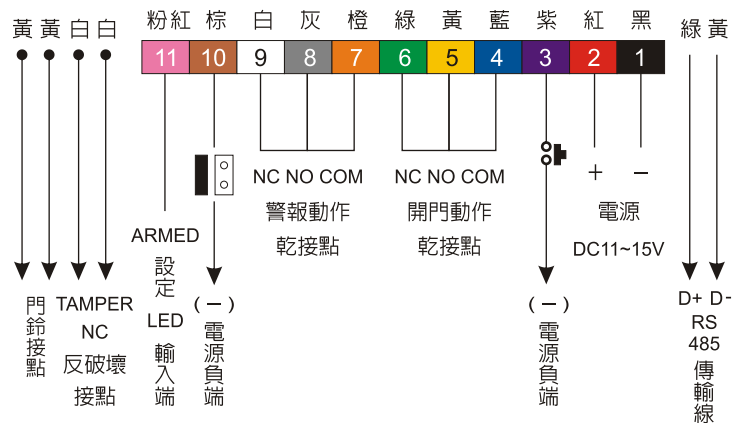 黃 黃 白 白 粉紅 棕 白 灰 橙 綠 黃 藍 紫 紅 黑 綠 黃
11 10 9 8 7 6 5 4 3 2 1
NC NO COM
警報動作
乾接點
NC NO COM
開門動作
乾接點
+ −
電源
DC11~15V
門鈴接點
TAMPER
NC
反破壞
接點
ARMED
設定
LED
輸入端
(−)
電源負端
(−)
電源負端
D+ D-
RS
485
傳輸線